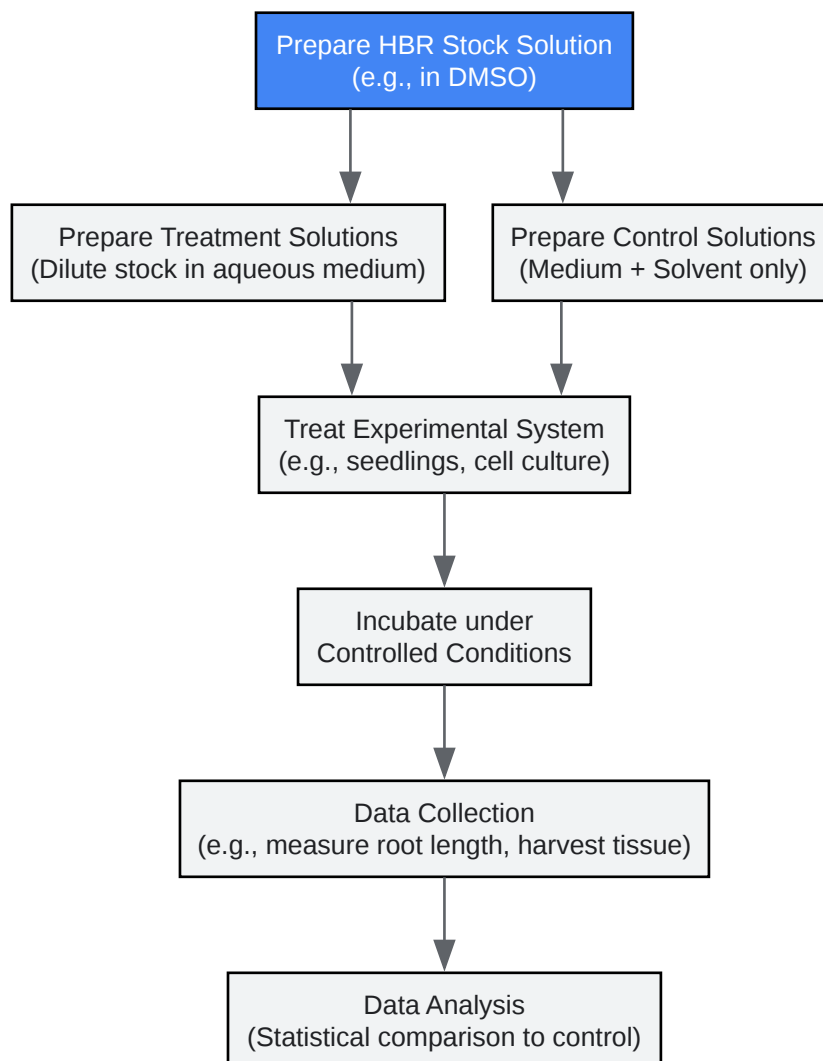 Prepare HBR Stock Solution
(e.g., in DMSO)
Prepare Treatment Solutions
(Dilute stock in aqueous medium)
Prepare Control Solutions
(Medium + Solvent only)
Treat Experimental System
(e.g., seedlings, cell culture)
Incubate under
Controlled Conditions
Data Collection
(e.g., measure root length, harvest tissue)
Data Analysis
(Statistical comparison to control)